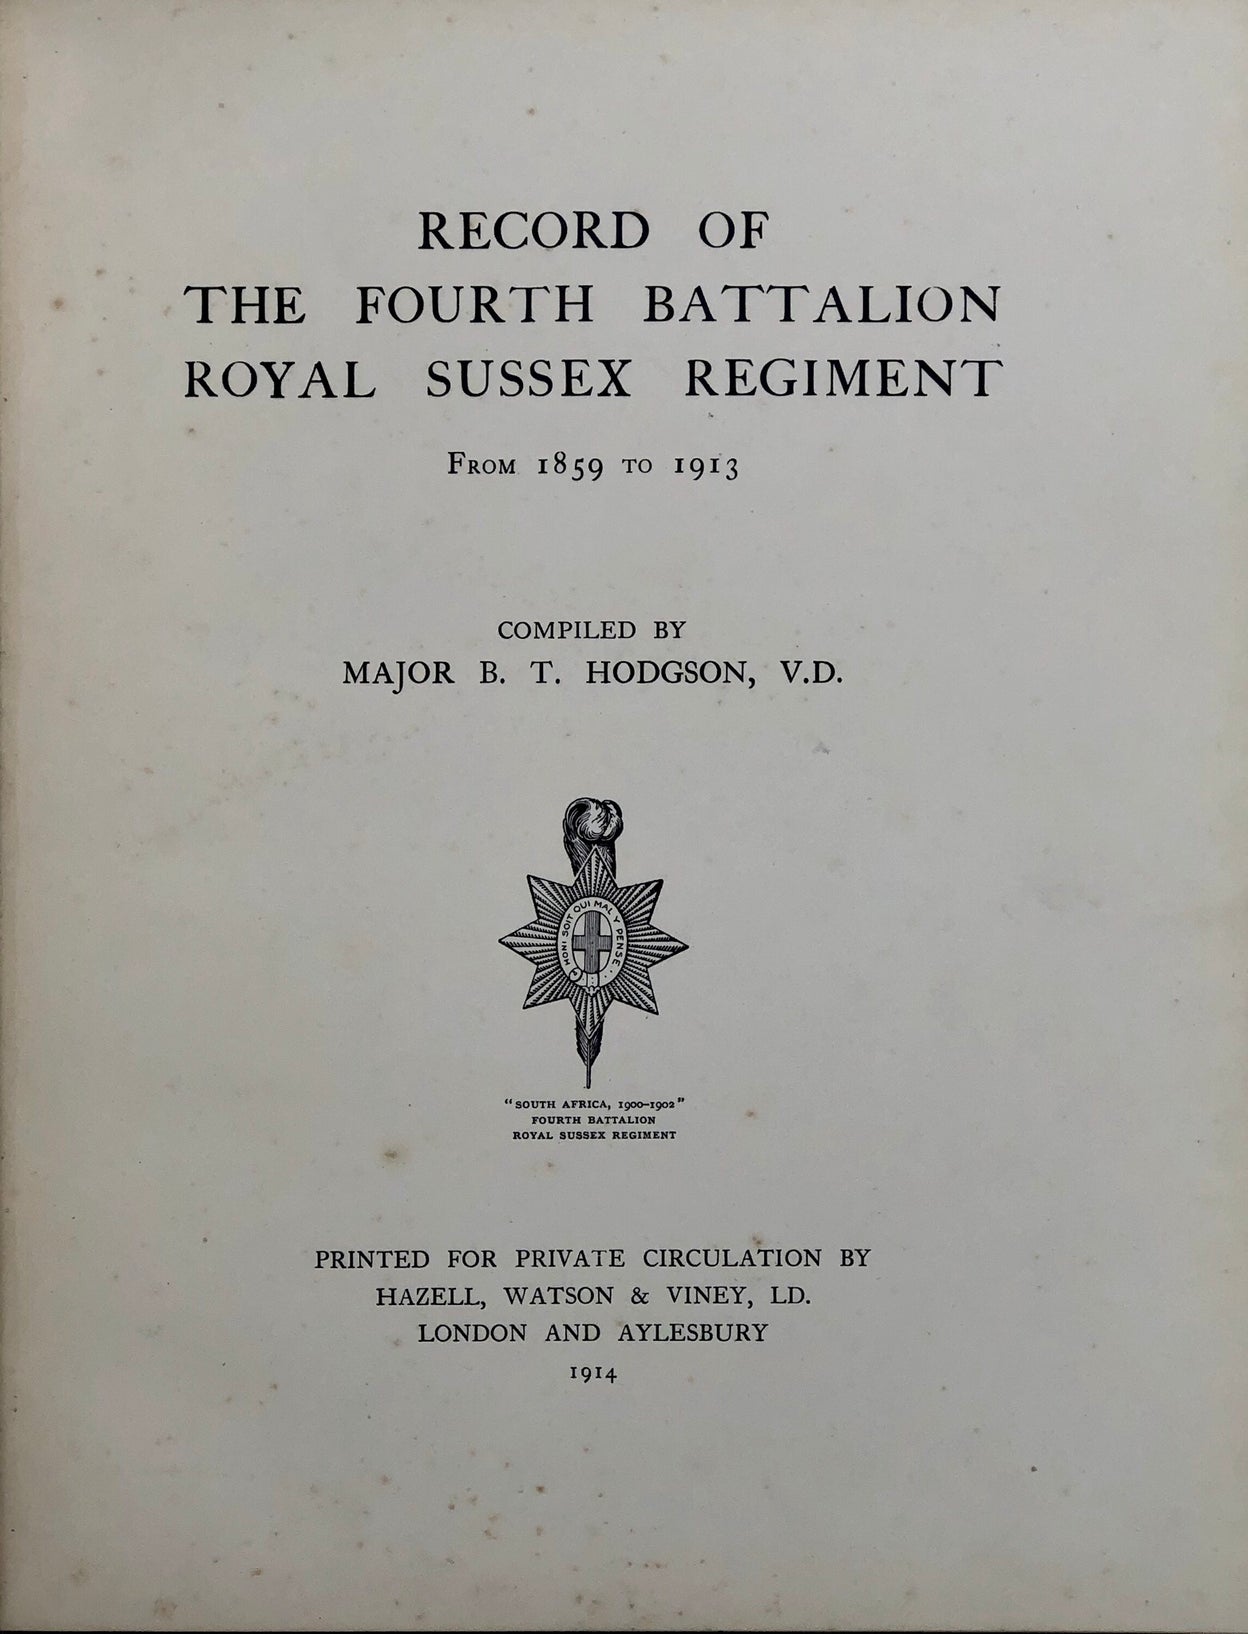 RECORD OF
THE FOURTH BATTALION
ROYAL SUSSEX REGIMENT
FROM 1859 TO 1913
COMPILED BY
MAJOR B. T. HODGSON, V.D.
HONI SOIT QUI MAL Y PENSE
"SOUTH AFRICA, 1900–1902"
FOURTH BATTALION
ROYAL SUSSEX REGIMENT
PRINTED FOR PRIVATE CIRCULATION BY
HAZELL, WATSON & VINEY, LD.
LONDON AND AYLESBURY
1914